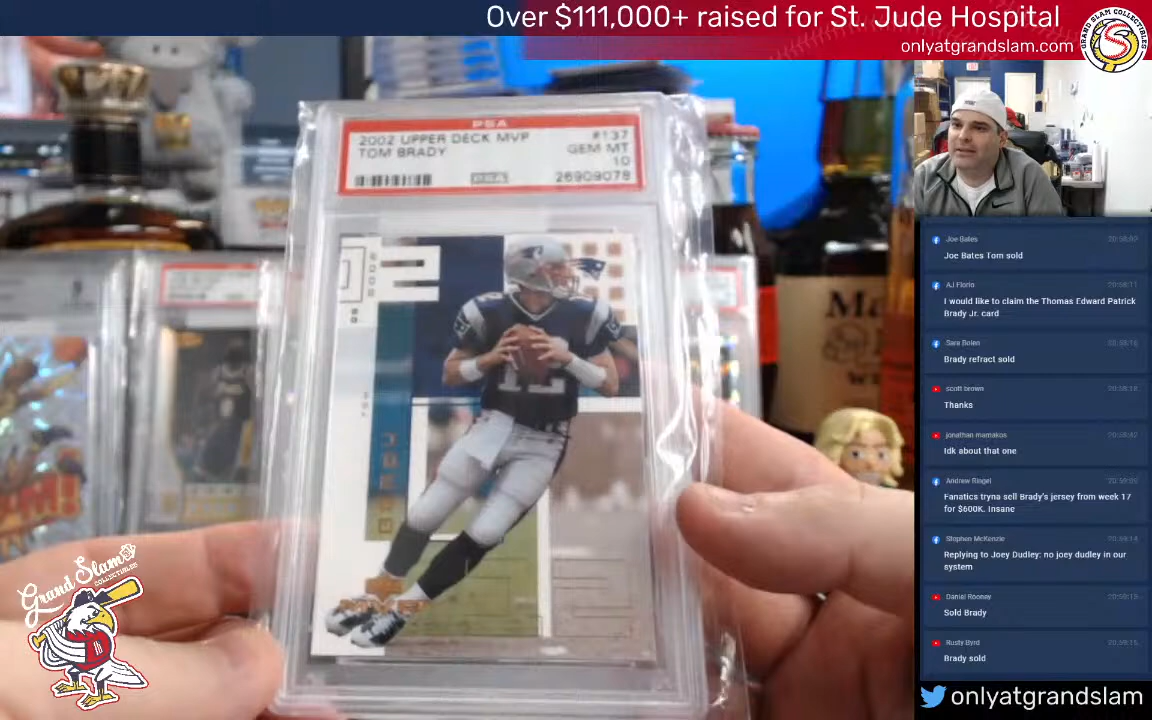 Over $111,000+ raised for St. Jude Hospital
onlyatgrandslam.com
GRAND SLAM COLLECTIBLES
PSA
2002 UPPER DECK MVP #137
TOM BRADY GEM MT
10
PSA 26909078
12
MVP
Grand Slam
COLLECTIBLES
Joe Bates
Joe Bates Tom sold
AJ Florio
I would like to claim the Thomas Edward Patrick
Brady Jr. card
Sara Bolen
Brady refract sold
scott brown
Thanks
jonathan mamakos
Idk about that one
Andrew Ringel
Fanatics tryna sell Brady's jersey from week 17
for $600K. Insane
Stephen McKenzie
Replying to Joey Dudley: no joey dudley in our
system
Daniel Rooney
Sold Brady
Rusty Byrd
Brady sold
onlyatgrandslam